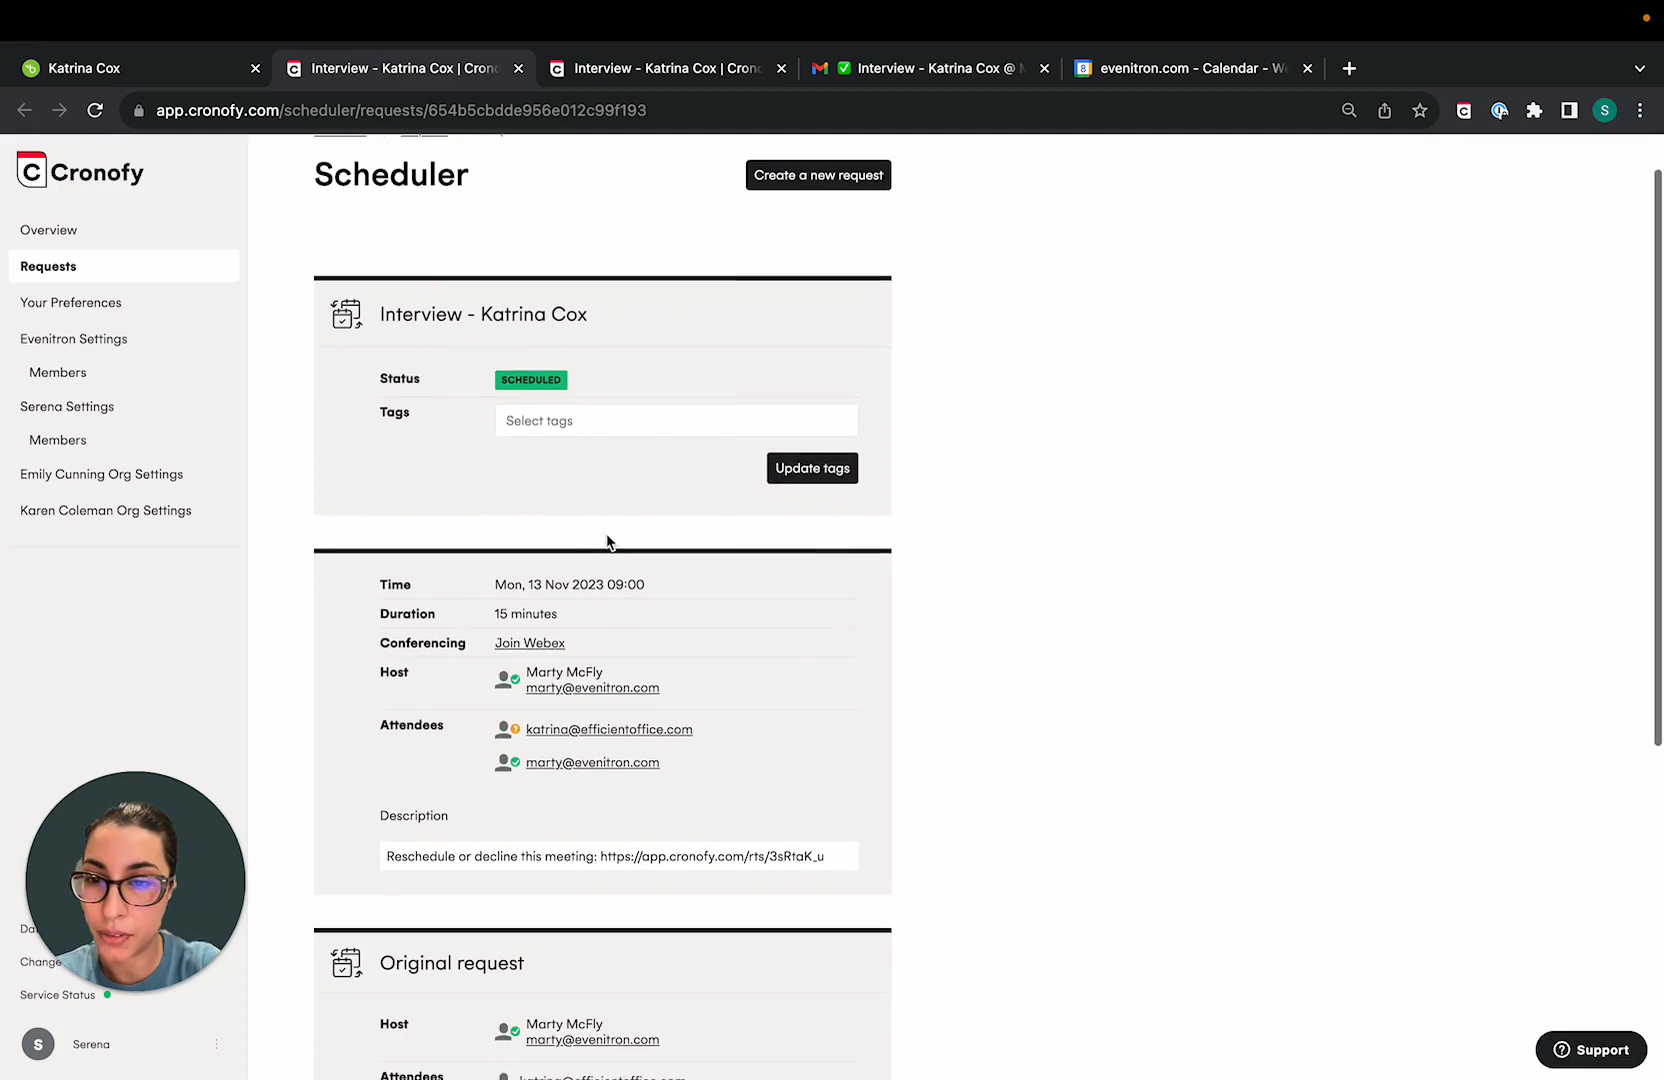 Katrina Cox
Interview - Katrina Cox | Cron
Interview - Katrina Cox | Cron
Interview - Katrina Cox @
evenitron.com - Calendar - We
app.cronofy.com/scheduler/requests/654b5cbdde956e012c99f193
S
C Cronofy
Overview
Requests
Your Preferences
Evenitron Settings
Members
Serena Settings
Members
Emily Cunning Org Settings
Karen Coleman Org Settings
Change
Service Status
S
Serena
Scheduler
Create a new request
Interview - Katrina Cox
Status
SCHEDULED
Tags
Select tags
Update tags
Time
Mon, 13 Nov 2023 09:00
Duration
15 minutes
Conferencing
Join Webex
Host
Marty McFly
marty@evenitron.com
Attendees
katrina@efficientoffice.com
marty@evenitron.com
Description
Reschedule or decline this meeting: https://app.cronofy.com/rts/3sRtaK_u
Original request
Host
Marty McFly
marty@evenitron.com
Attendees
katrina@efficientoffice.com
Support